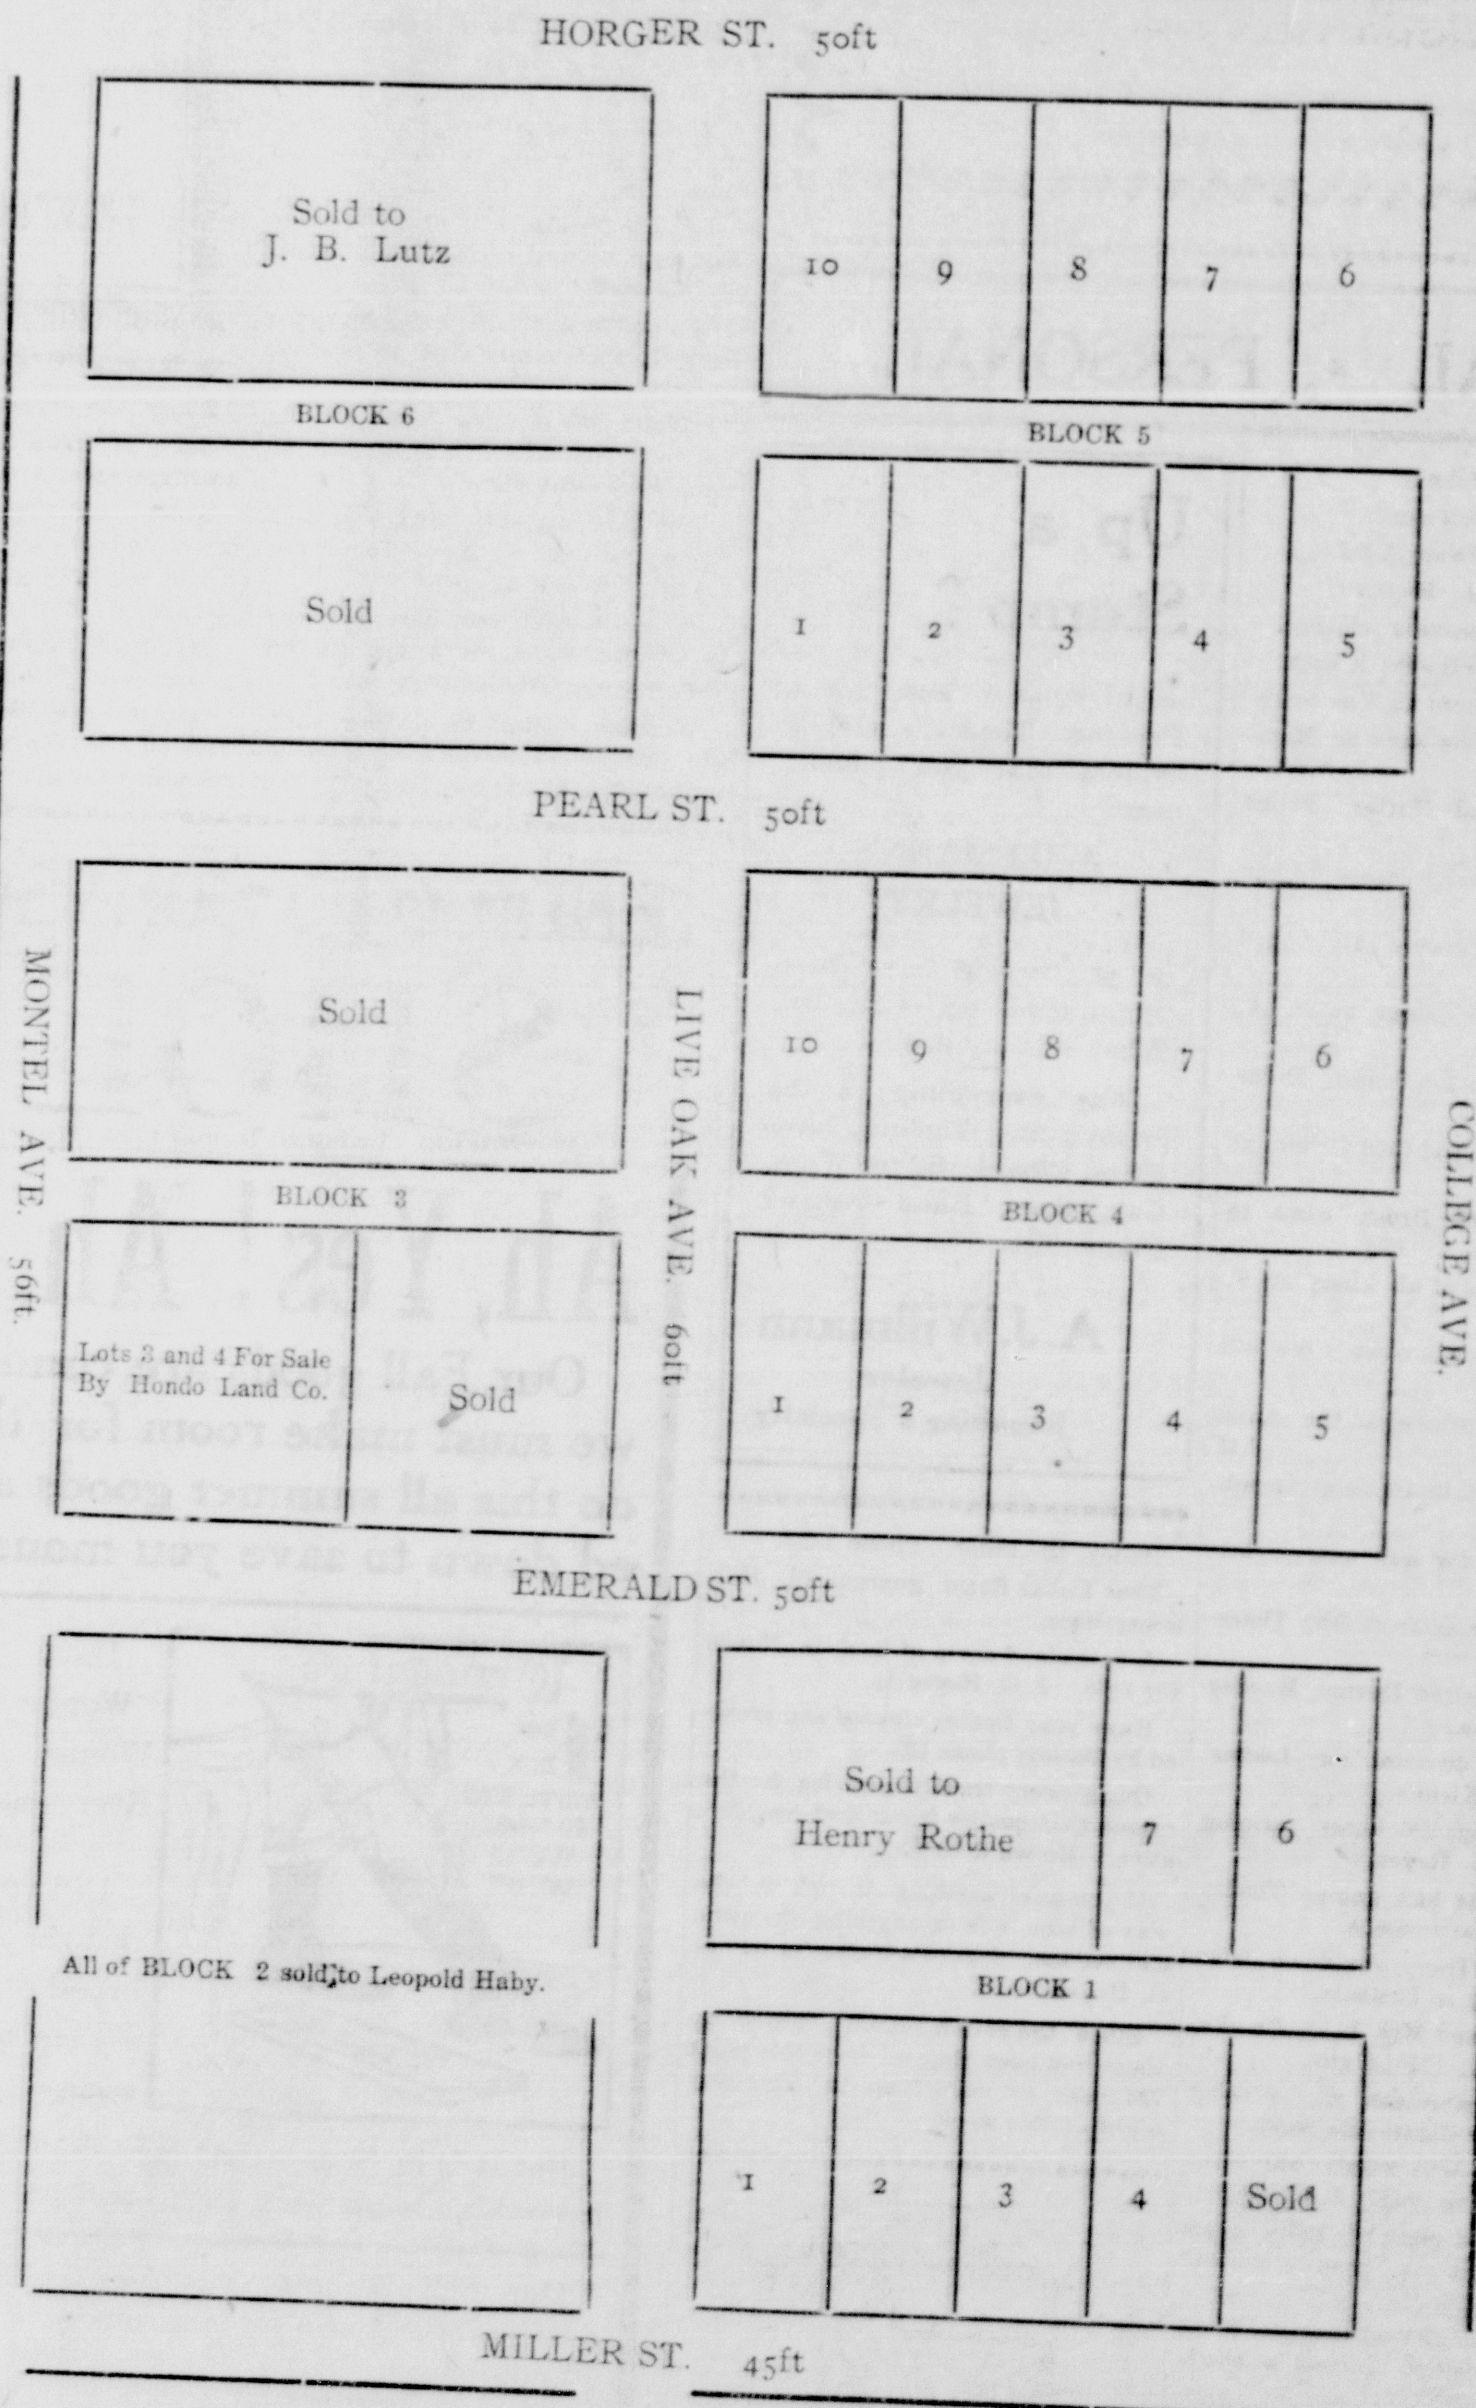 HORGER ST. 50ft
Sold to
J. B. Lutz
10 9 8 7 6
BLOCK 6
BLOCK 5
Sold
1 2 3 4 5
PEARL ST. 50ft
Sold
10 9 8 7 6
MONTEL AVE. 56ft.
LIVE OAK AVE. 60ft
COLLEGE AVE.
BLOCK 3
BLOCK 4
Lots 3 and 4 For Sale
By Hondo Land Co.
Sold
1 2 3 4 5
EMERALD ST. 50ft
Sold to
Henry Rothe
7 6
All of BLOCK 2 sold to Leopold Haby.
BLOCK 1
1 2 3 4 Sold
MILLER ST. 45ft